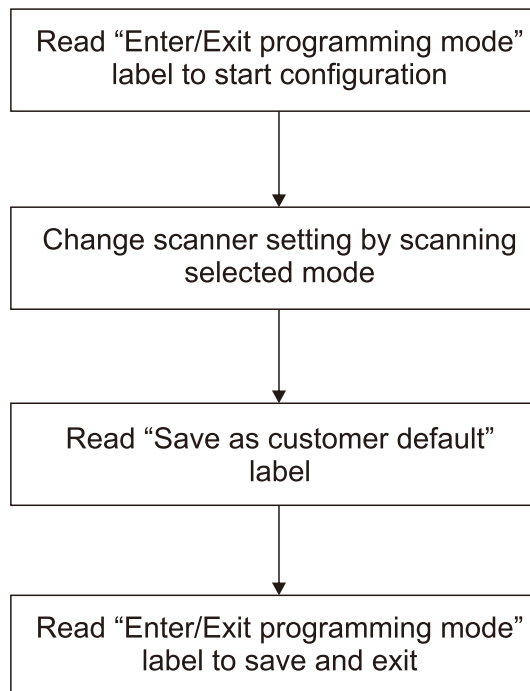 Read “Enter/Exit programming mode”
label to start configuration
Change scanner setting by scanning
selected mode
Read “Save as customer default”
label
Read “Enter/Exit programming mode”
label to save and exit